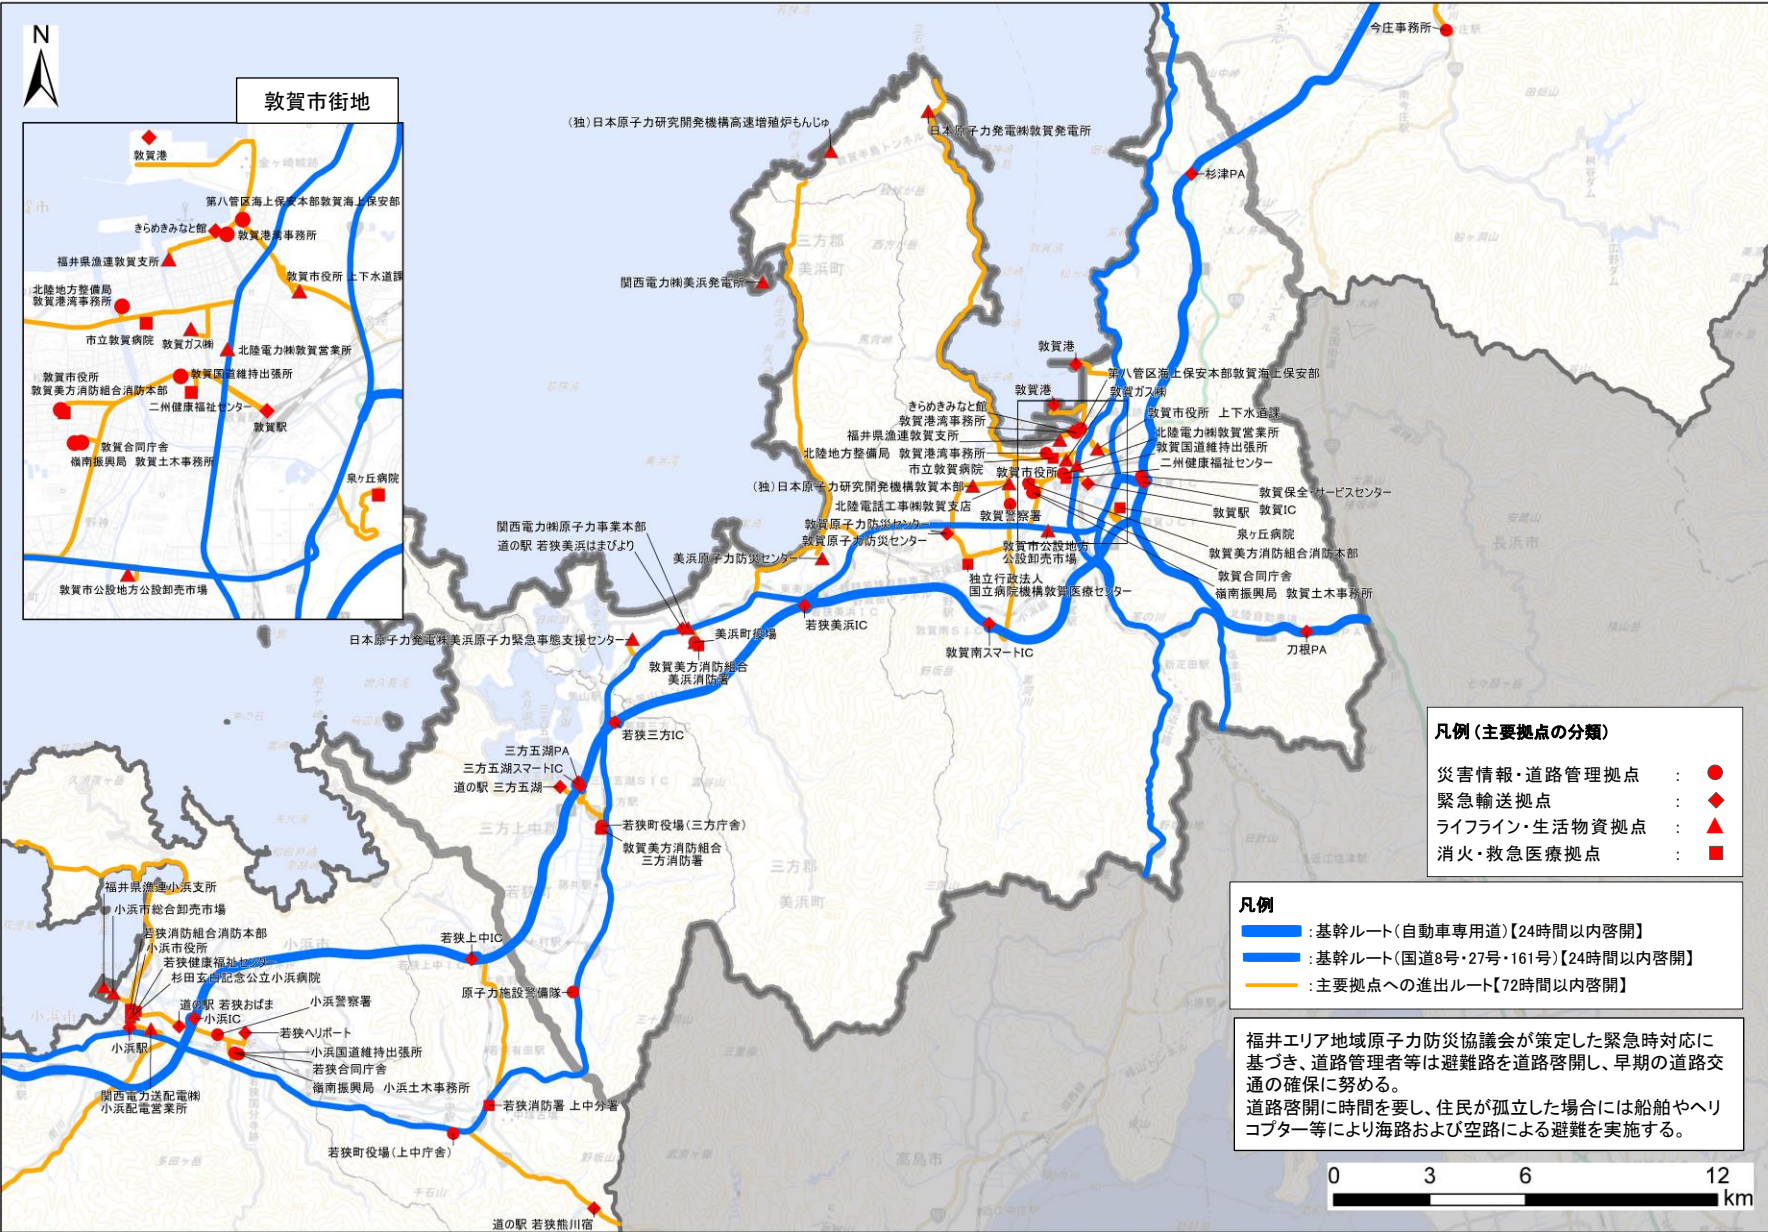 N
敦賀市街地
敦賀港
第八管区海上保安本部敦賀海上保安部
きらめきみなと館
敦賀港湾事務所
福井県漁連敦賀支所
敦賀市役所 上下水道課
北陸地方整備局
敦賀港湾事務所
市立敦賀病院
敦賀ガス㈱
北陸電力㈱敦賀営業所
敦賀市役所
敦賀美方消防組合消防本部
敦賀国道維持出張所
二州健康福祉センター
敦賀駅
敦賀合同庁舎
嶺南振興局 敦賀土木事務所
泉ヶ丘病院
敦賀市公設地方公設卸売市場
今庄事務所
(独)日本原子力研究開発機構高速増殖炉もんじゅ
日本原子力発電㈱敦賀発電所
杉津PA
関西電力㈱美浜発電所
敦賀港
第八管区海上保安本部敦賀海上保安部
敦賀港
敦賀ガス㈱
きらめきみなと館
敦賀港湾事務所
敦賀市役所 上下水道課
福井県漁連敦賀支所
北陸電力㈱敦賀営業所
敦賀国道維持出張所
北陸地方整備局 敦賀港湾事務所
市立敦賀病院
敦賀市役所
二州健康福祉センター
(独)日本原子力研究開発機構敦賀本部
敦賀保全・サービスセンター
北陸電話工事㈱敦賀支店
敦賀警察署
敦賀駅
敦賀IC
敦賀原子力防災センター
敦賀原子力防災センター
泉ヶ丘病院
敦賀市公設地方
公設卸売市場
敦賀美方消防組合消防本部
敦賀合同庁舎
嶺南振興局 敦賀土木事務所
独立行政法人
国立病院機構敦賀医療センター
関西電力㈱原子力事業本部
道の駅 若狭美浜はまびより
美浜原子力防災センター
若狭美浜IC
敦賀南スマートIC
刀根PA
日本原子力発電㈱美浜原子力緊急事態支援センター
美浜町役場
敦賀美方消防組合
美浜消防署
若狭三方IC
三方五湖PA
三方五湖スマートIC
道の駅 三方五湖
若狭町役場(三方庁舎)
敦賀美方消防組合
三方消防署
福井県漁連小浜支所
小浜市総合卸売市場
若狭消防組合消防本部
小浜市役所
若狭健康福祉センター
杉田玄白記念公立小浜病院
若狭上中IC
原子力施設警備隊
道の駅 若狭おばま
小浜IC
小浜警察署
若狭ヘリポート
小浜駅
小浜国道維持出張所
若狭合同庁舎
嶺南振興局 小浜土木事務所
関西電力送配電㈱
小浜配電営業所
若狭消防署 上中分署
若狭町役場(上中庁舎)
道の駅 若狭熊川宿
三方郡
美浜町
三方郡
美浜町
三方上中郡
若狭町
小浜市
小浜市
長浜市
高島市
凡例(主要拠点の分類)
災害情報・道路管理拠点 :
緊急輸送拠点 :
ライフライン・生活物資拠点 :
消火・救急医療拠点 :
凡例
:基幹ルート(自動車専用道)【24時間以内啓開】
:基幹ルート(国道8号・27号・161号)【24時間以内啓開】
:主要拠点への進出ルート【72時間以内啓開】
福井エリア地域原子力防災協議会が策定した緊急時対応に
基づき、道路管理者等は避難路を道路啓開し、早期の道路交
通の確保に努める。
道路啓開に時間を要し、住民が孤立した場合には船舶やヘリ
コプター等により海路および空路による避難を実施する。
0 3 6 12
km